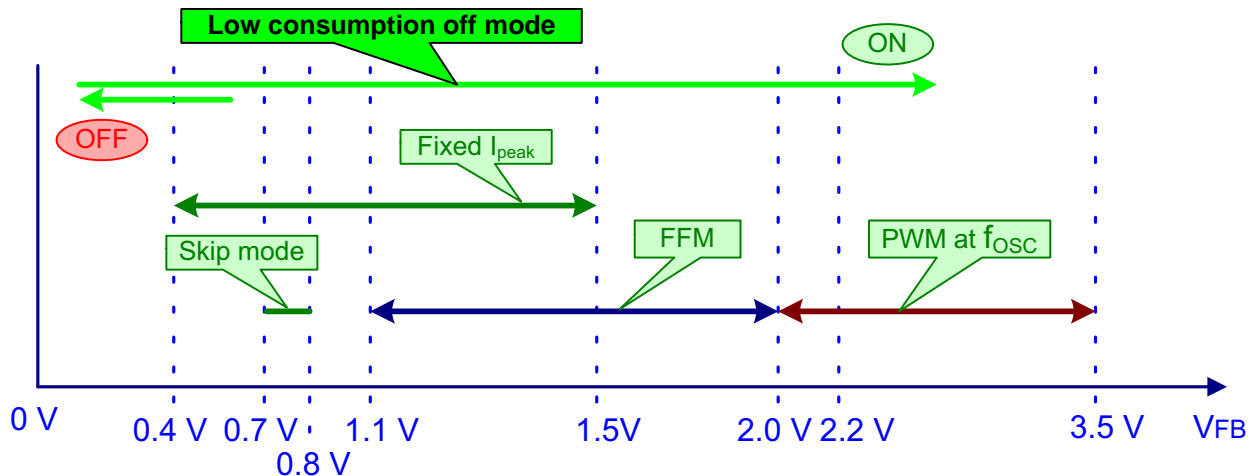 Low consumption off mode
ON
OFF
Fixed Ipeak
Skip mode
FFM
PWM at fOSC
0 V
0.4 V
0.7 V
0.8 V
1.1 V
1.5V
2.0 V
2.2 V
3.5 V
VFB